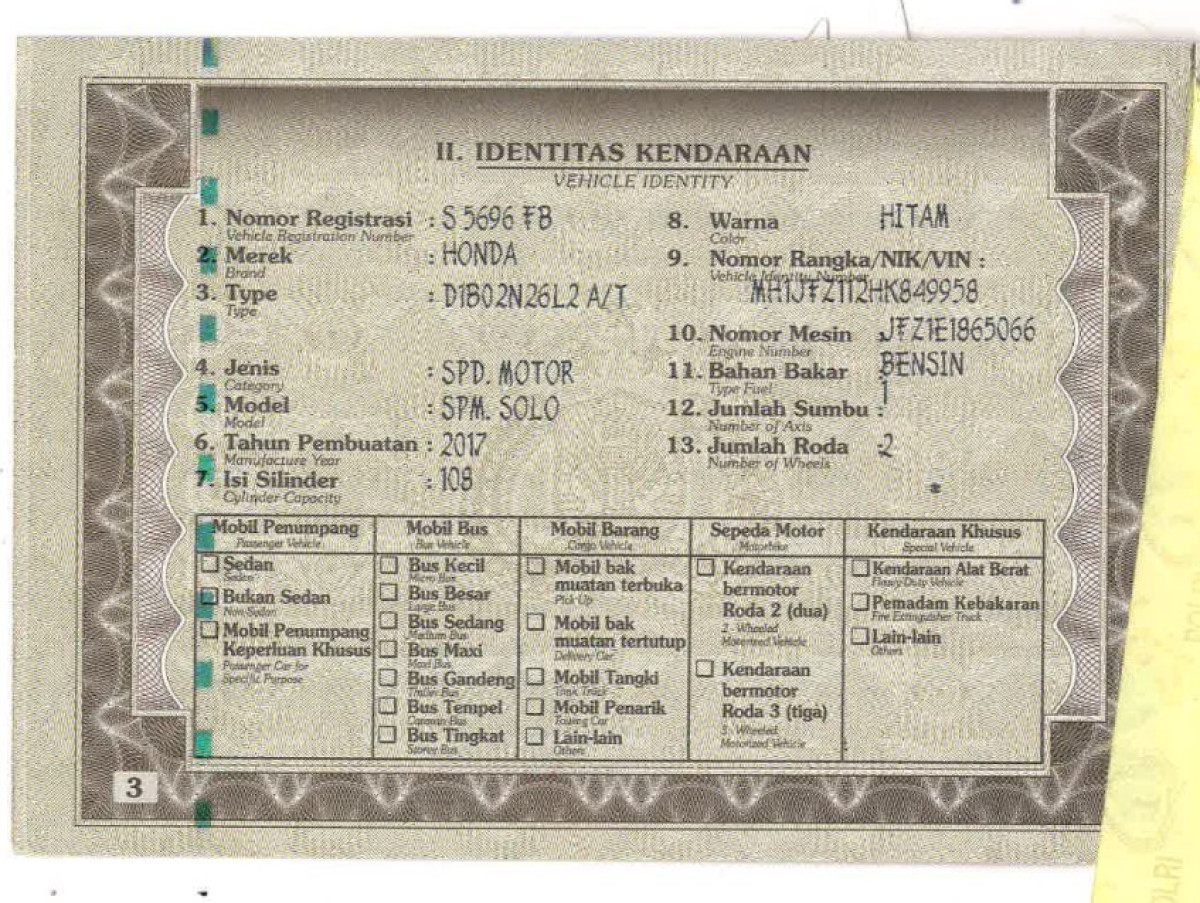 II. IDENTITAS KENDARAAN
VEHICLE IDENTITY
1. Nomor Registrasi : S 5696 FB
Vehicle Registration Number
2. Merek : HONDA
Brand
3. Type : D1B02N26L2 A/T
Type
4. Jenis : SPD. MOTOR
Category
5. Model : SPM. SOLO
Model
6. Tahun Pembuatan : 2017
Manufacture Year
7. Isi Silinder : 108
Cylinder Capacity
8. Warna HITAM
Color
9. Nomor Rangka/NIK/VIN :
Vehicle Identity Number
MH1JFZ112HK849958
10. Nomor Mesin : JFZ1E1865066
Engine Number
11. Bahan Bakar : BENSIN
Type Fuel
12. Jumlah Sumbu : 1
Number of Axis
13. Jumlah Roda : 2
Number of Wheels
*
Mobil Penumpang
Passenger Vehicle
Sedan
Sedan
Bukan Sedan
Non-Sedan
Mobil Penumpang
Keperluan Khusus
Passenger Car for
Specific Purpose
Mobil Bus
Bus Vehicle
Bus Kecil
Micro Bus
Bus Besar
Large Bus
Bus Sedang
Medium Bus
Bus Maxi
Maxi Bus
Bus Gandeng
Bus Tempel
Bus Tingkat
Mobil Barang
Cargo Vehicle
Mobil bak
muatan terbuka
Pick Up
Mobil bak
muatan tertutup
Delivery Car
Mobil Tangki
Tank Truck
Mobil Penarik
Touring Car
Lain-lain
Others
Sepeda Motor
Motorbike
Kendaraan
bermotor
Roda 2 (dua)
2 - Wheeled
Motorized Vehicle
Kendaraan
bermotor
Roda 3 (tiga)
3 - Wheeled
Motorized Vehicle
Kendaraan Khusus
Special Vehicle
Kendaraan Alat Berat
Heavy-Duty Vehicle
Pemadam Kebakaran
Fire Extinguisher Truck
Lain-lain
Others
3